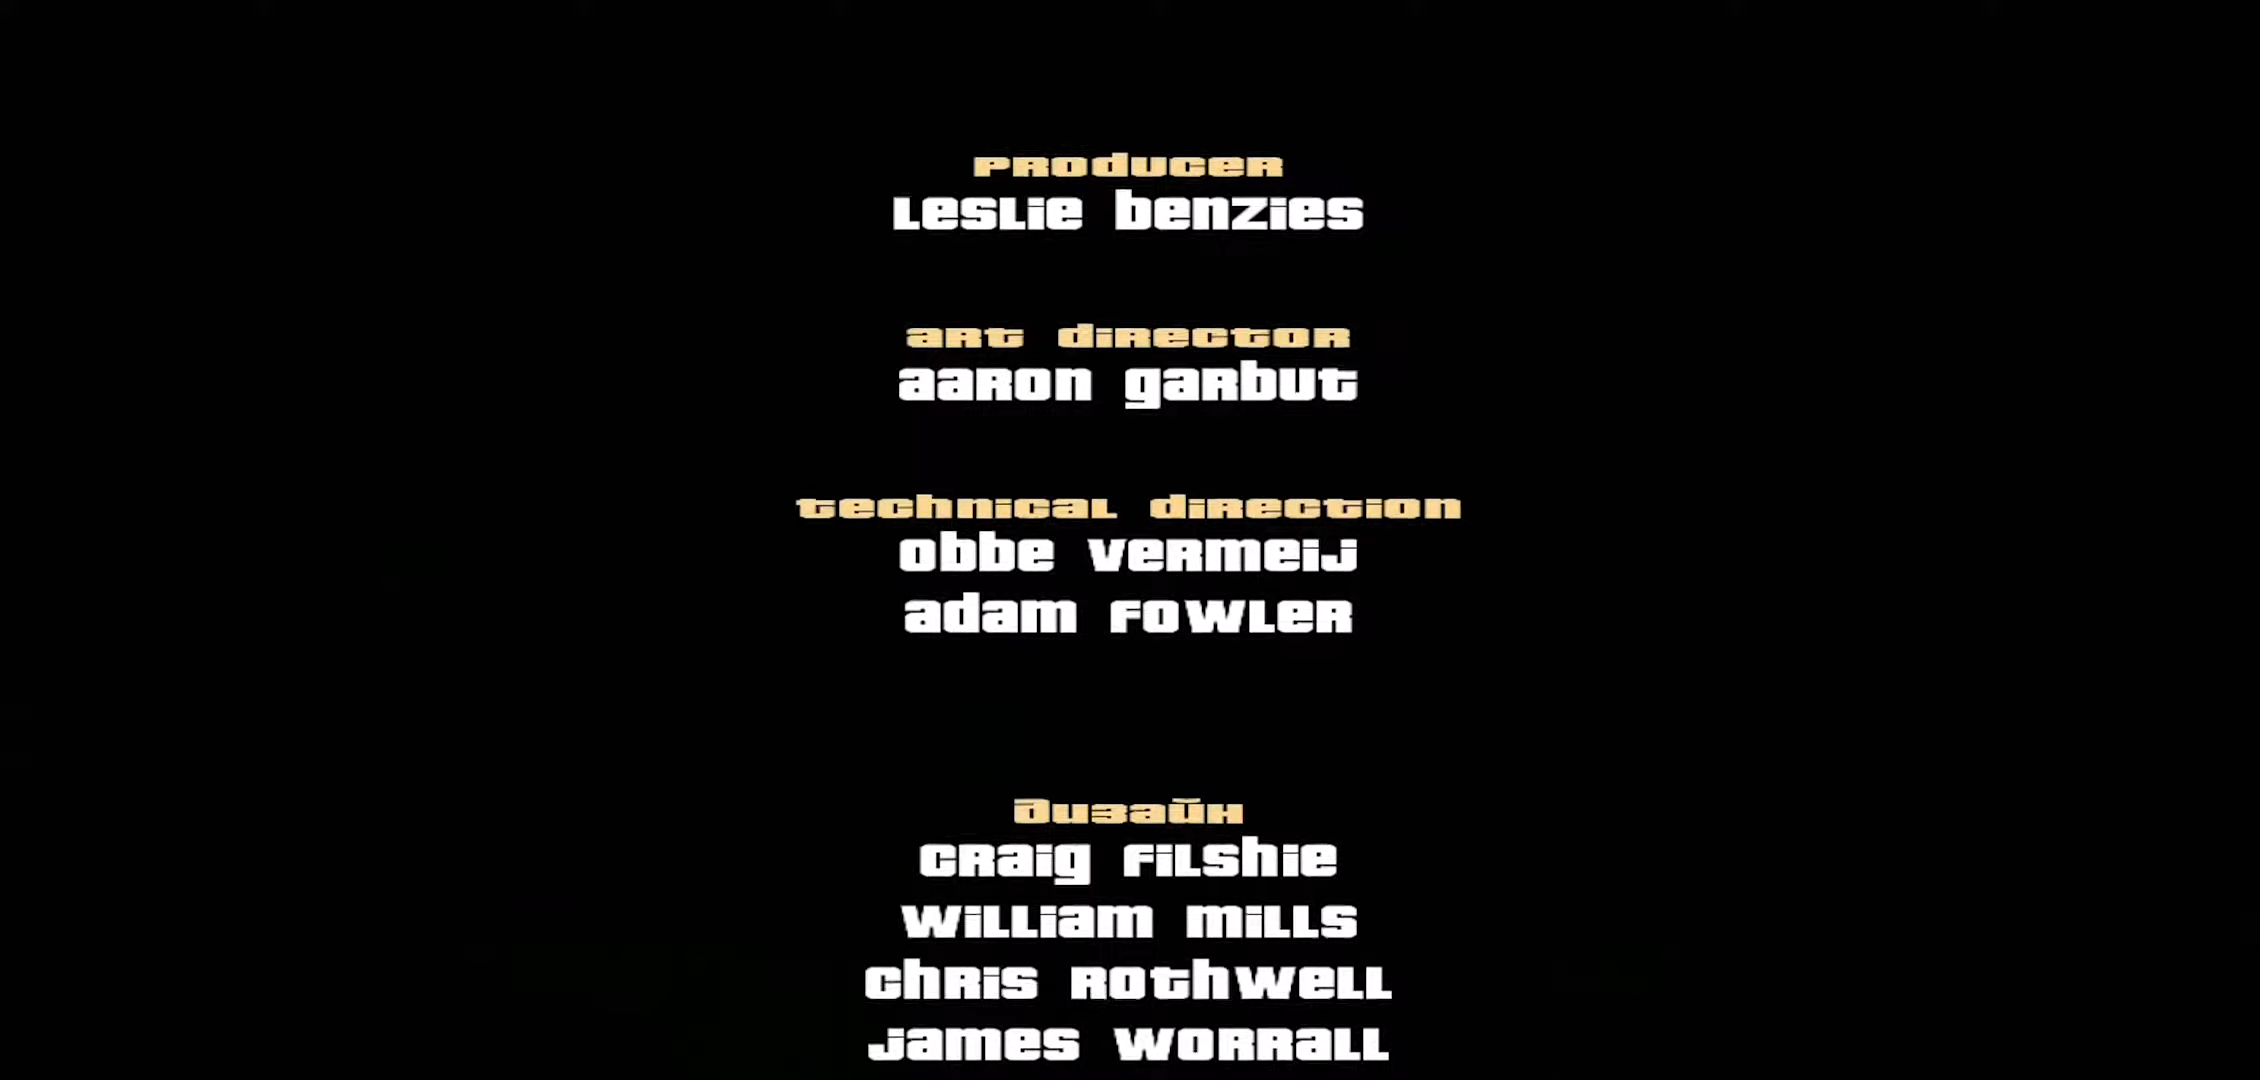 PRODUCER
Leslie Benzies
ART DIRECTOR
Aaron Garbut
TECHNICAL DIRECTION
Obbe Vermeij
Adam Fowler
Дизайн
Craig Filshie
William Mills
Chris Rothwell
James Worrall